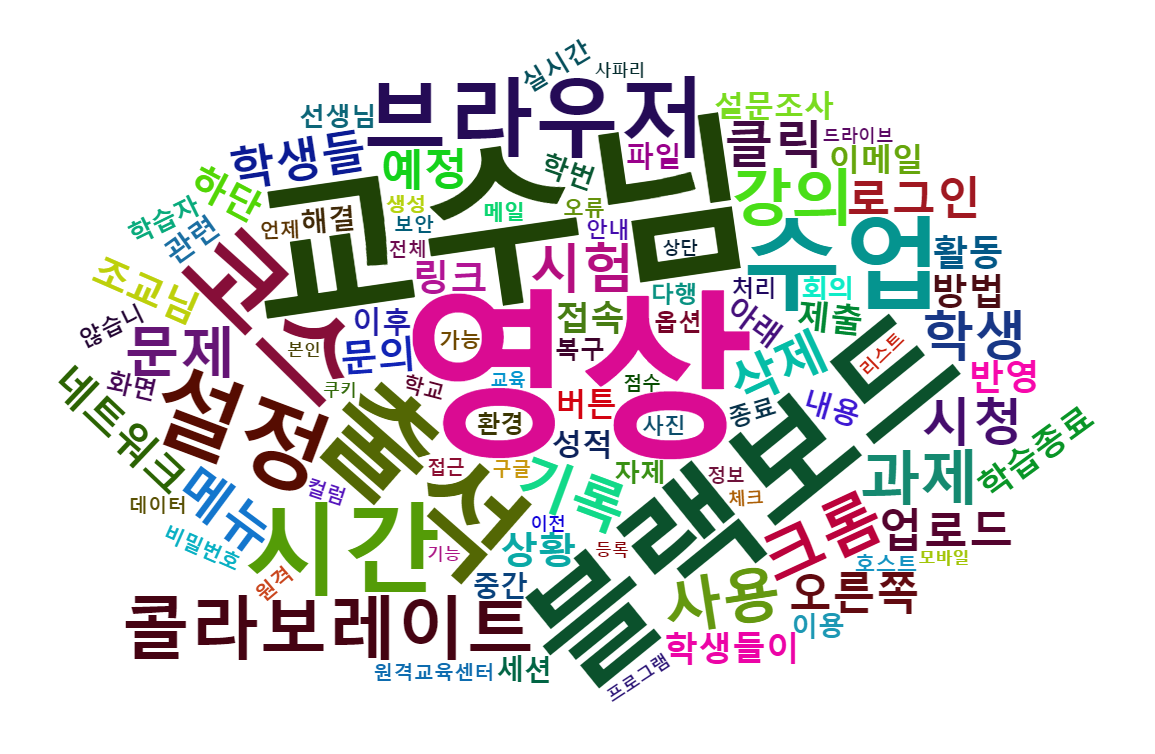 실시간
사파리
브라우저
선생님
설문조사
클릭
드라이브
학생들
예정
학번
파일
이메일
하단
교수님
강의
로그인
학습자
관련
언제
해결
생성
보안
메일
오류
안내
전체
상단
수업
활동
조교님
코스
링크
시험
다행
처리
회의
방법
않습니
문제
이후
문의
본인
영상
가능
접속
복구
옵션
아래
제출
학생
리스트
삭제
반영
네트워크
화면
설정
쿠키
학교
교육
점수
버튼
환경
사진
종료
내용
시청
학습종료
출석
성적
메뉴
컬럼
접근
구글
기록
자제
정보
체크
과제
데이터
비밀번호
시간
이전
상황
등록
기능
크롬
업로드
호스트
모바일
원격
중간
블랙보드
사용
오른쪽
콜라보레이트
이용
학생들이
원격교육센터
세션
프로그램